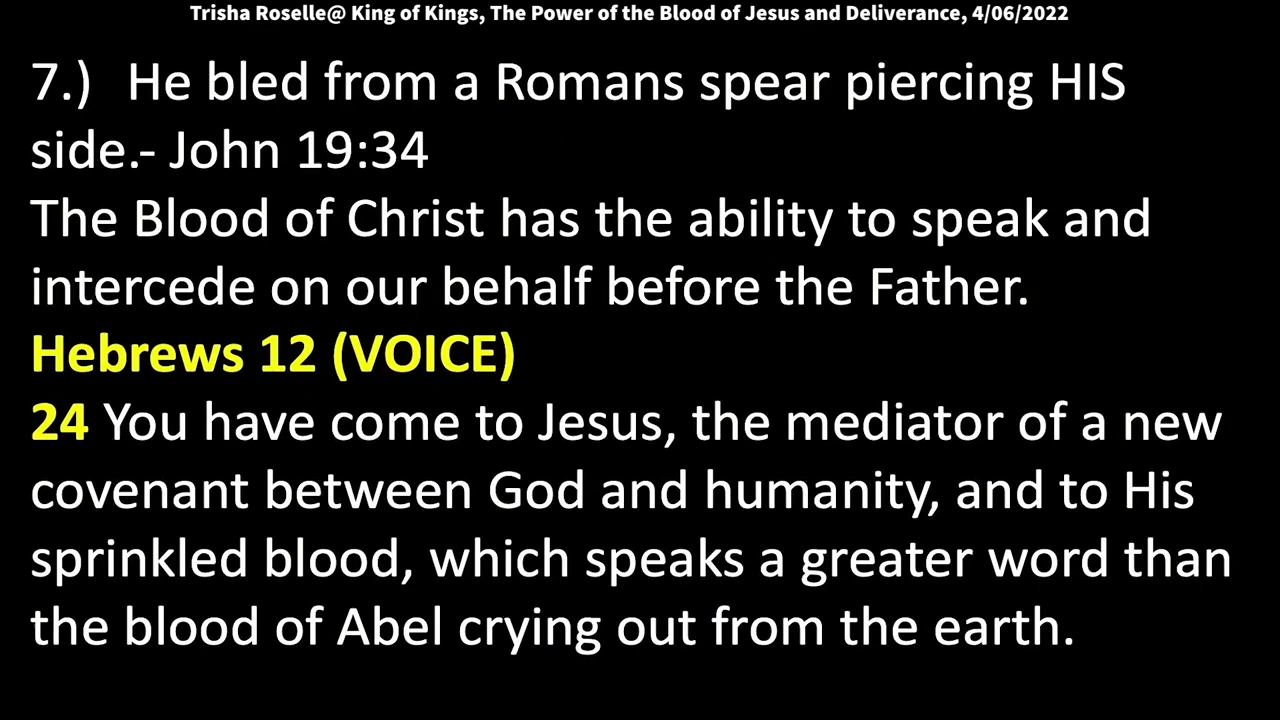 Trisha Roselle@ King of Kings, The Power of the Blood of Jesus and Deliverance, 4/06/2022
7.) He bled from a Romans spear piercing HIS
side.- John 19:34
The Blood of Christ has the ability to speak and
intercede on our behalf before the Father.
Hebrews 12 (VOICE)
24 You have come to Jesus, the mediator of a new
covenant between God and humanity, and to His
sprinkled blood, which speaks a greater word than
the blood of Abel crying out from the earth.